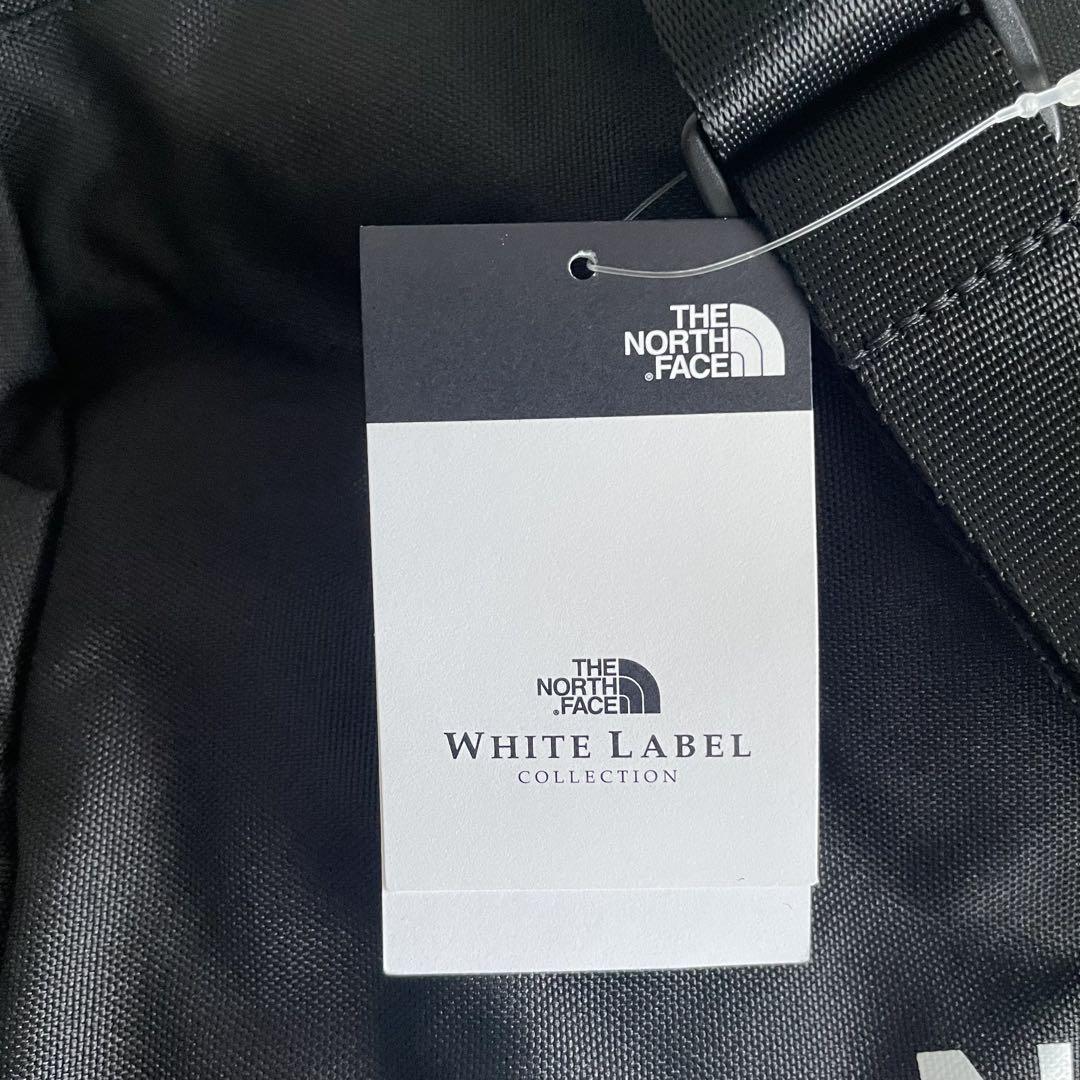 THE
NORTH
FACE
THE
NORTH
FACE
WHITE LABEL
COLLECTION
N